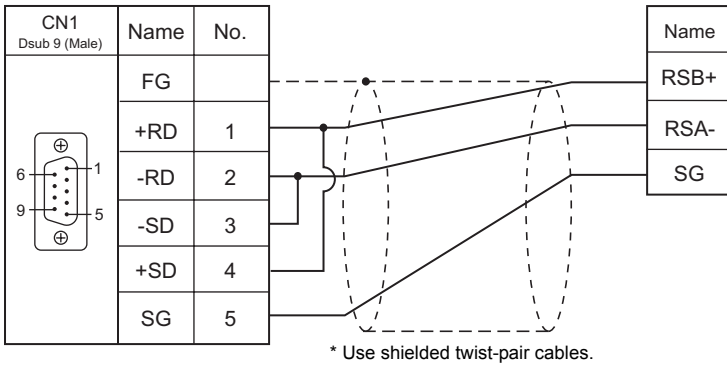 CN1
Dsub 9 (Male)
Name
No.
Name
FG
RSB+
+RD
1
RSA-
-RD
2
SG
-SD
3
+SD
4
SG
5
6
1
9
5
* Use shielded twist-pair cables.